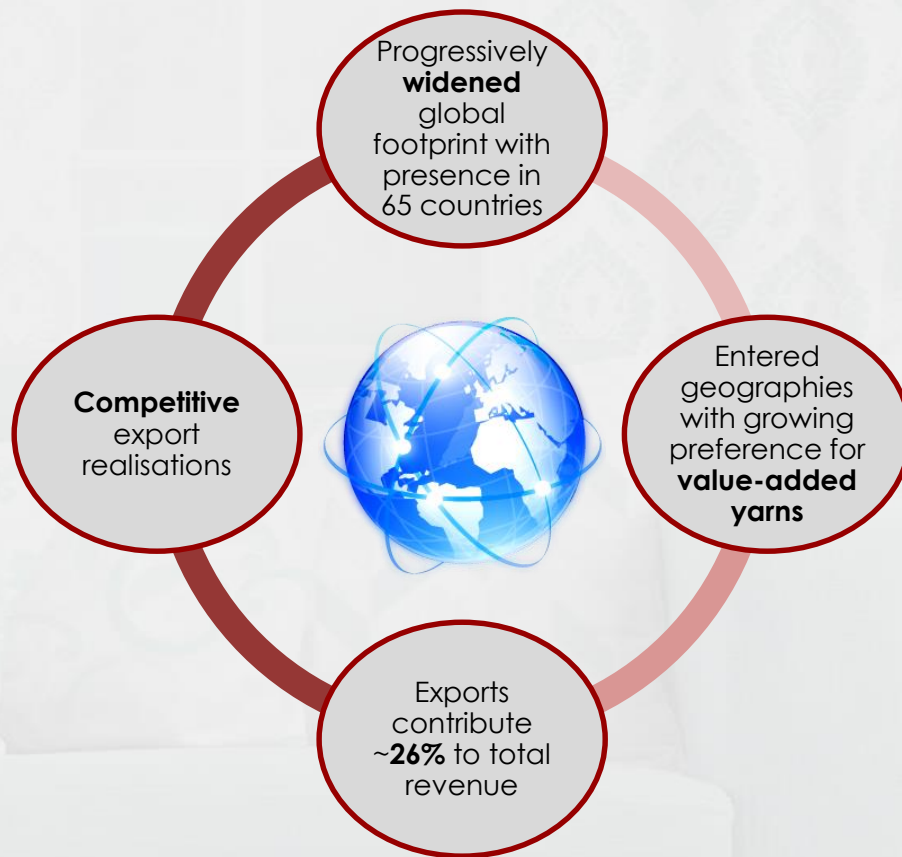 Progressively
widened
global
footprint with
presence in
65 countries
Entered
geographies
with growing
preference for
value-added
yarns
Exports
contribute
~26% to total
revenue
Competitive
export
realisations